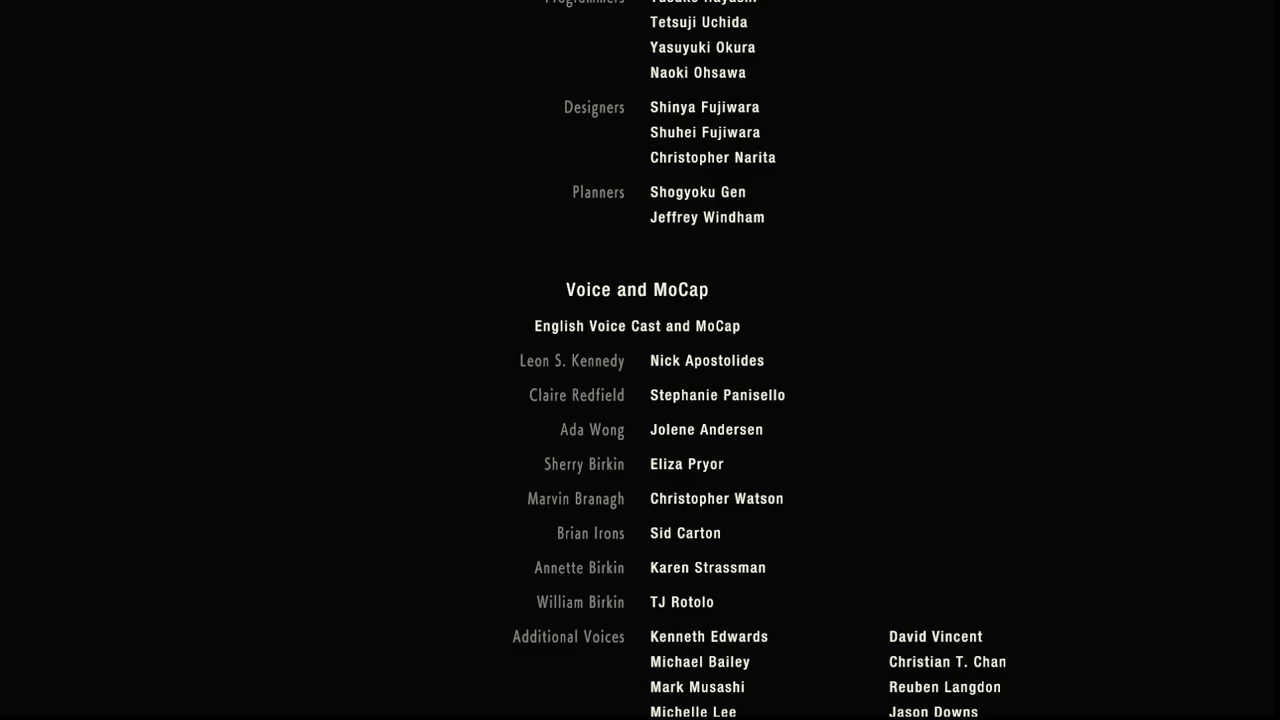 Programmers Yusuke Hayashi
Tetsuji Uchida
Yasuyuki Okura
Naoki Ohsawa
Designers Shinya Fujiwara
Shuhei Fujiwara
Christopher Narita
Planners Shogyoku Gen
Jeffrey Windham
Voice and MoCap
English Voice Cast and MoCap
Leon S. Kennedy Nick Apostolides
Claire Redfield Stephanie Panisello
Ada Wong Jolene Andersen
Sherry Birkin Eliza Pryor
Marvin Branagh Christopher Watson
Brian Irons Sid Carton
Annette Birkin Karen Strassman
William Birkin TJ Rotolo
Additional Voices Kenneth Edwards David Vincent
Michael Bailey Christian T. Chan
Mark Musashi Reuben Langdon
Michelle Lee Jason Downs